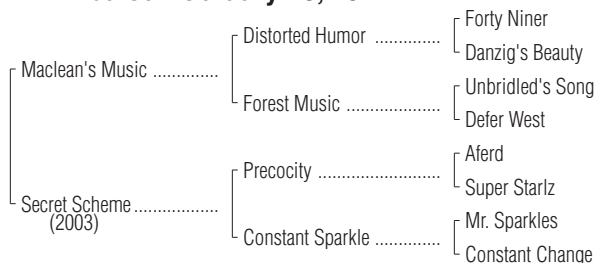 Forty Niner
Distorted Humor ..............
Danzig's Beauty
Maclean's Music ..............
Unbridled's Song
Forest Music .....................
Defer West
Aferd
Precocity ...........................
Super Starlz
Secret Scheme ..................
(2003)
Mr. Sparkles
Constant Sparkle ..............
Constant Change